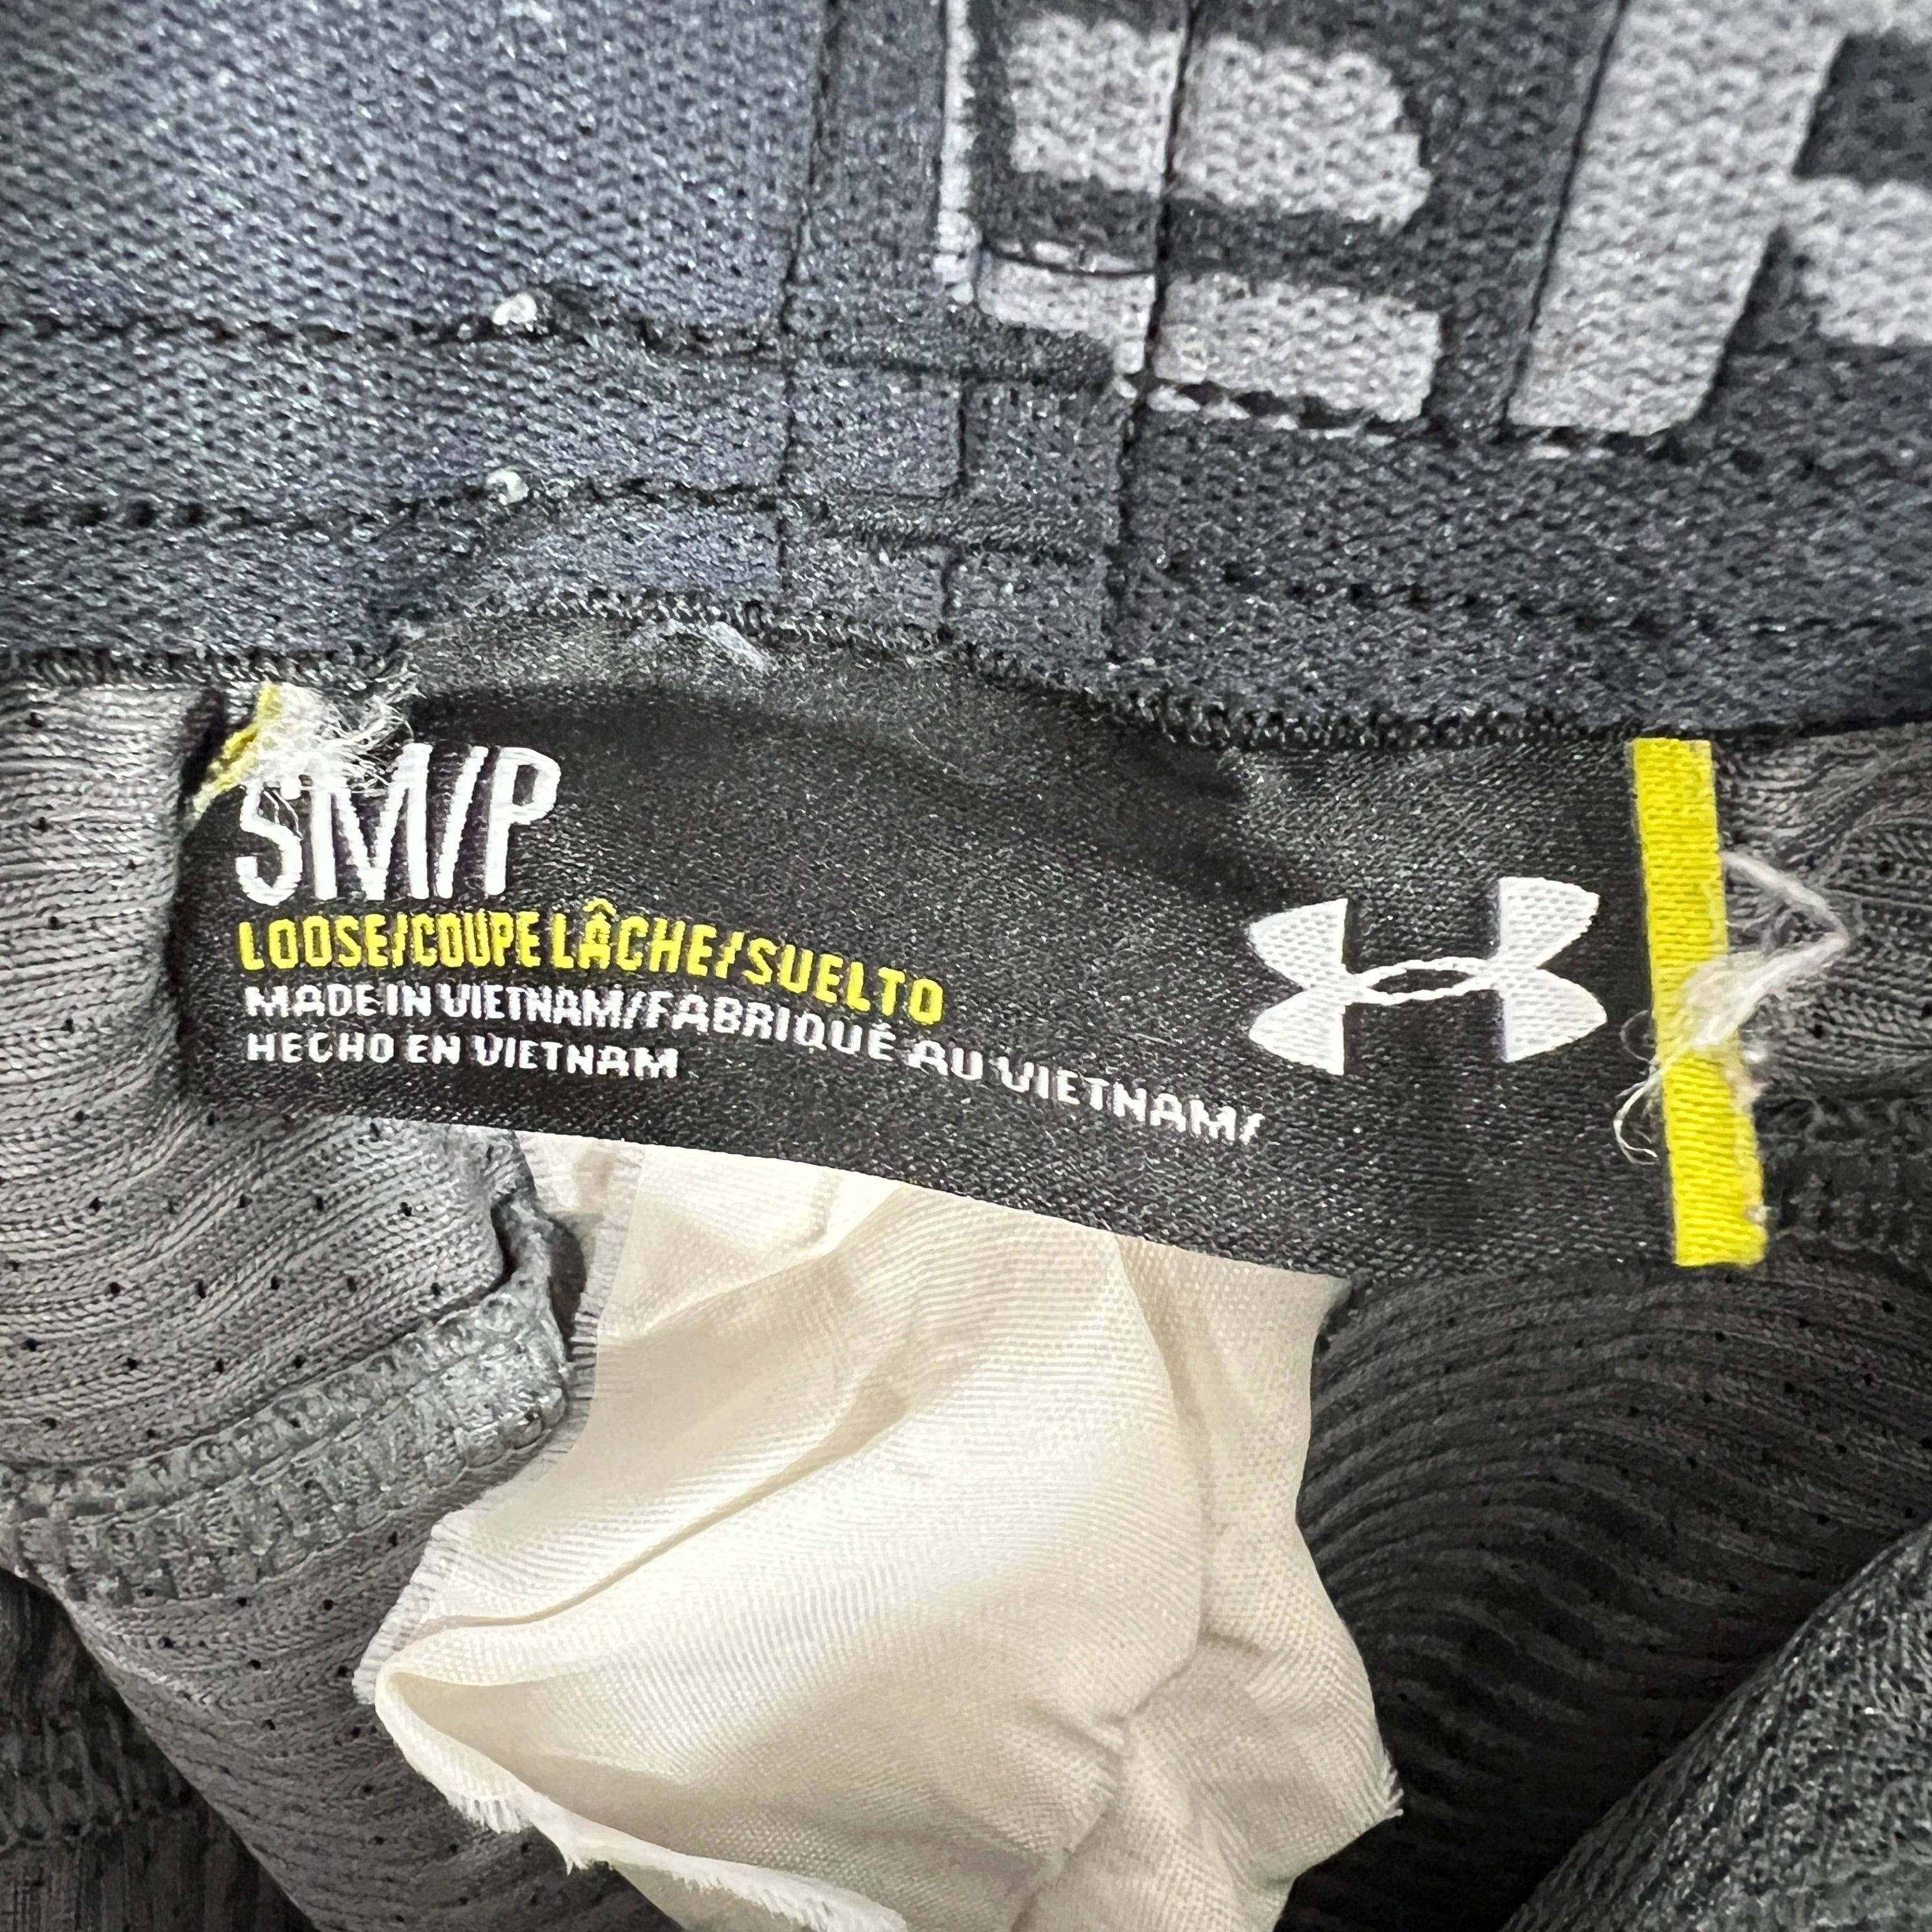 SM/P
LOOSE/COUPE LÂCHE/SUELTO
MADE IN VIETNAM/FABRIQUÉ AU VIETNAM/
HECHO EN VIETNAM